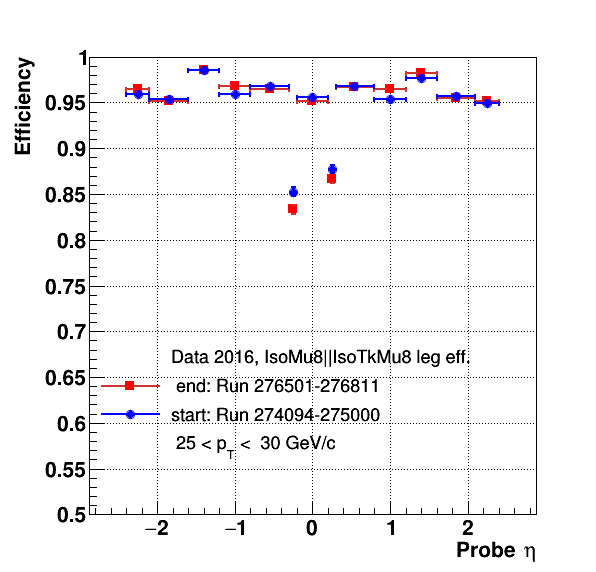 Efficiency
1
0.95
0.9
0.85
0.8
0.75
0.7
0.65
0.6
0.55
0.5
Data 2016, IsoMu8||IsoTkMu8 leg eff.
end: Run 276501-276811
start: Run 274094-275000
25 < p_T < 30 GeV/c
−2 −1 0 1 2
Probe η